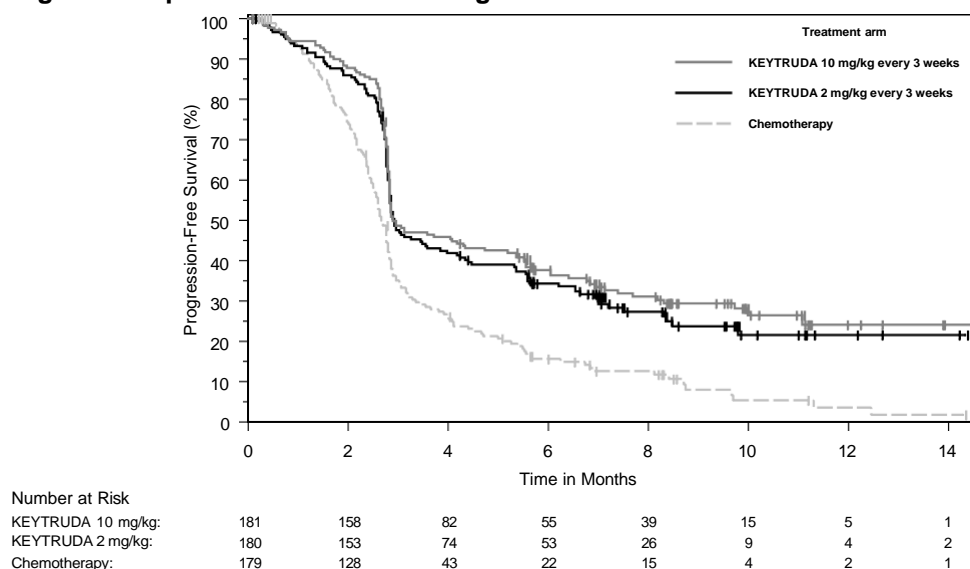 100
90
80
70
60
50
40
30
20
10
0
Progression-Free Survival (%)
Treatment arm
KEYTRUDA 10 mg/kg every 3 weeks
KEYTRUDA 2 mg/kg every 3 weeks
Chemotherapy
0 2 4 6 8 10 12 14
Time in Months
Number at Risk
KEYTRUDA 10 mg/kg: 181 158 82 55 39 15 5 1
KEYTRUDA 2 mg/kg: 180 153 74 53 26 9 4 2
Chemotherapy: 179 128 43 22 15 4 2 1